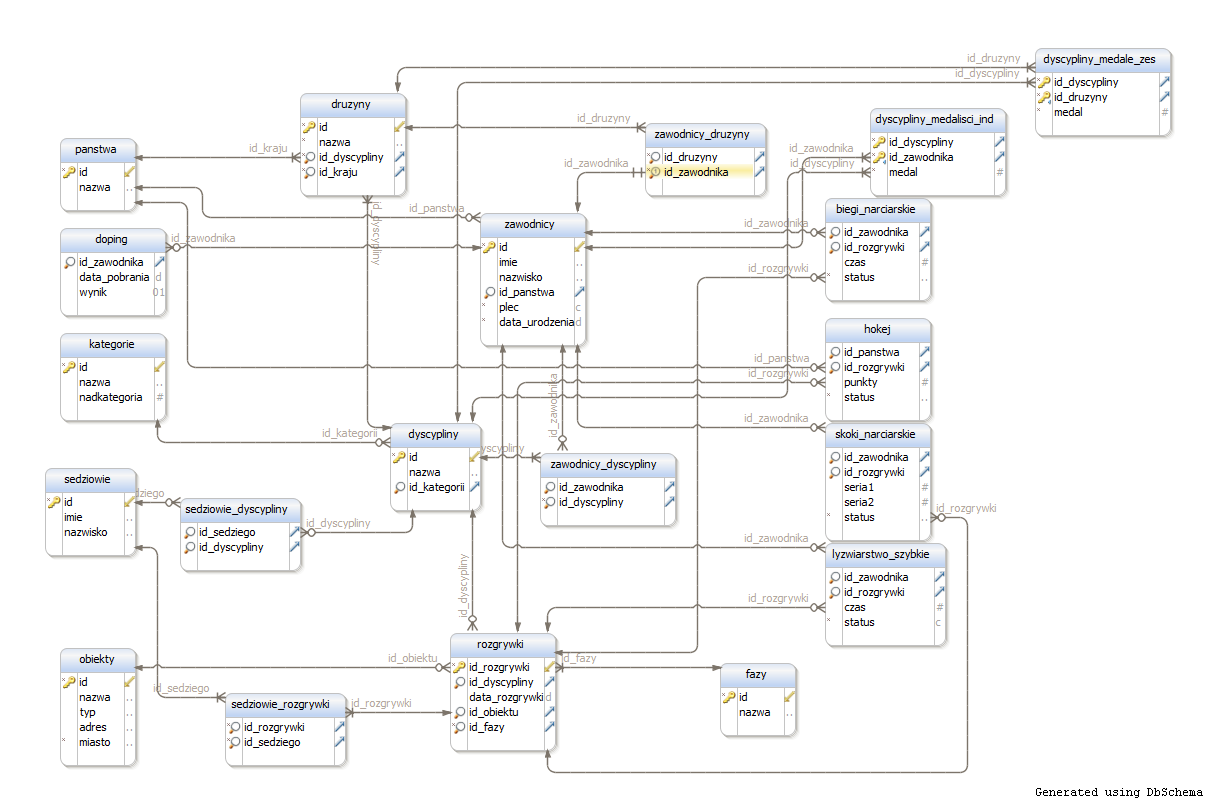 dyscypliny_medale_zes
id_dyscypliny
id_druzyny
medal
#
id_druzyny
id_dyscypliny
druzyny
id
nazwa
id_dyscypliny
id_kraju
dyscypliny_medalisci_ind
id_dyscypliny
id_zawodnika
medal
#
id_zawodnika
id_dyscypliny
zawodnicy_druzyny
id_druzyny
id_zawodnika
id_druzyny
id_zawodnika
panstwa
id
nazwa
id_kraju
id_panstwa
biegi_narciarskie
id_zawodnika
id_rozgrywki
czas
#
status
id_zawodnika
id_rozgrywki
zawodnicy
id
imie
nazwisko
id_panstwa
plec
c
data_urodzenia
d
doping
id_zawodnika
data_pobrania
d
wynik
01
id_zawodnika
id_dyscypliny
hokej
id_panstwa
id_rozgrywki
punkty
#
status
id_panstwa
id_rozgrywki
kategorie
id
nazwa
nadkategoria
#
id_kategorii
dyscypliny
id
nazwa
id_kategorii
id_zawodnika
yscypliny
skoki_narciarskie
id_zawodnika
id_rozgrywki
seria1
#
seria2
#
status
id_zawodnika
id_rozgrywki
zawodnicy_dyscypliny
id_zawodnika
id_dyscypliny
sedziowie
id
imie
nazwisko
dziego
sedziowie_dyscypliny
id_sedziego
id_dyscypliny
id_dyscypliny
id_dyscypliny
lyzwiarstwo_szybkie
id_zawodnika
id_rozgrywki
czas
#
status
c
id_zawodnika
id_rozgrywki
rozgrywki
id_rozgrywki
id_dyscypliny
data_rozgrywki
d
id_obiektu
id_fazy
id_obiektu
id_fazy
fazy
id
nazwa
obiekty
id
nazwa
typ
adres
miasto
id_sedziego
sedziowie_rozgrywki
id_rozgrywki
id_sedziego
id_rozgrywki
Generated using DbSchema